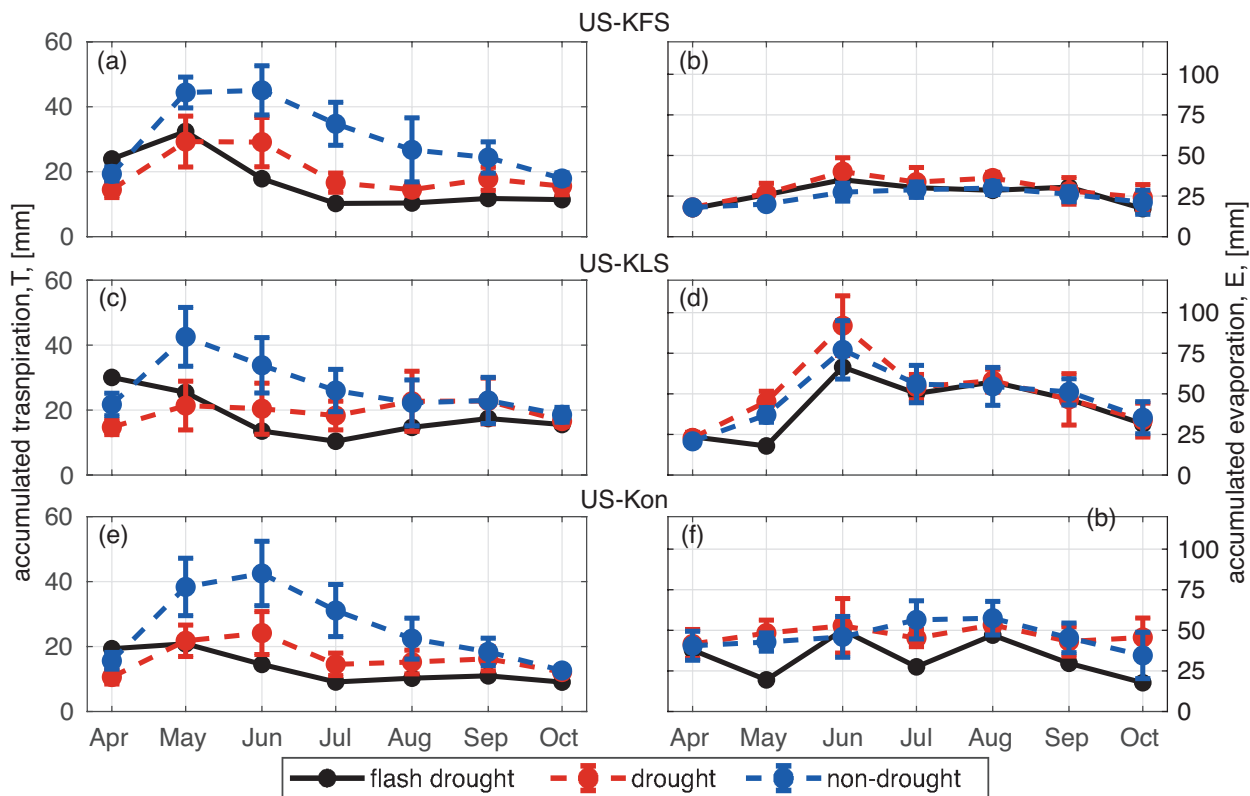 US-KFS
60
40
20
0
(a)
(b)
100
75
50
25
0
US-KLS
60
40
20
0
(c)
(d)
100
75
50
25
0
US-Kon
60
40
20
0
(e)
(f)
(b)
100
75
50
25
0
accumulated trasnpiration,T, [mm]
accumulated evaporation, E, [mm]
Apr May Jun Jul Aug Sep Oct
Apr May Jun Jul Aug Sep Oct
flash drought drought non-drought